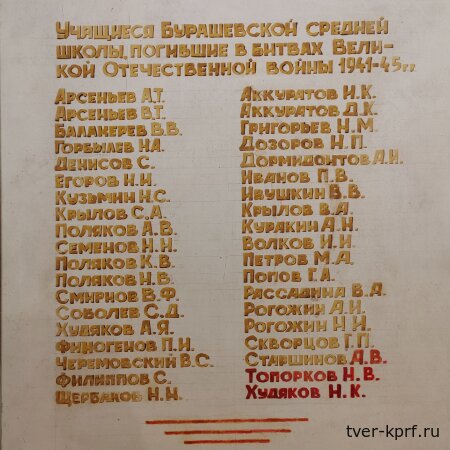 Учащиеся Бурашевской средней
школы, погибшие в битвах Вели-
кой Отечественной войны 1941-45гг.
Арсеньев А.Т.
Арсеньев В.Т.
Балакерев В.В.
Горбылев Н.А.
Денисов С.
Егоров Н.Н.
Кузьмин Н.С.
Крылов С.А.
Поляков А.В.
Семенов Н.Н.
Поляков К.В.
Поляков Н.В.
Смирнов В.Ф.
Соболев С.Д.
Худяков А.Я.
Финогенов П.Н.
Черемовский В.С.
Филиппов С.
Щербаков Н.Н.
Аккуратов Н.К.
Аккуратов Д.К.
Григорьев Н.М.
Дозоров Н.П.
Дормидонтов А.И.
Иванов П.В.
Ивушкин В.В.
Крылов В.А.
Куракин А.Н.
Волков И.И.
Петров М.А.
Попов Г.А.
Рассадина В.А.
Рогожин А.И.
Рогожин Н.И.
Скворцов Г.П.
Старшинов А.В.
Топорков Н.В.
Худяков Н.К.
tver-kprf.ru